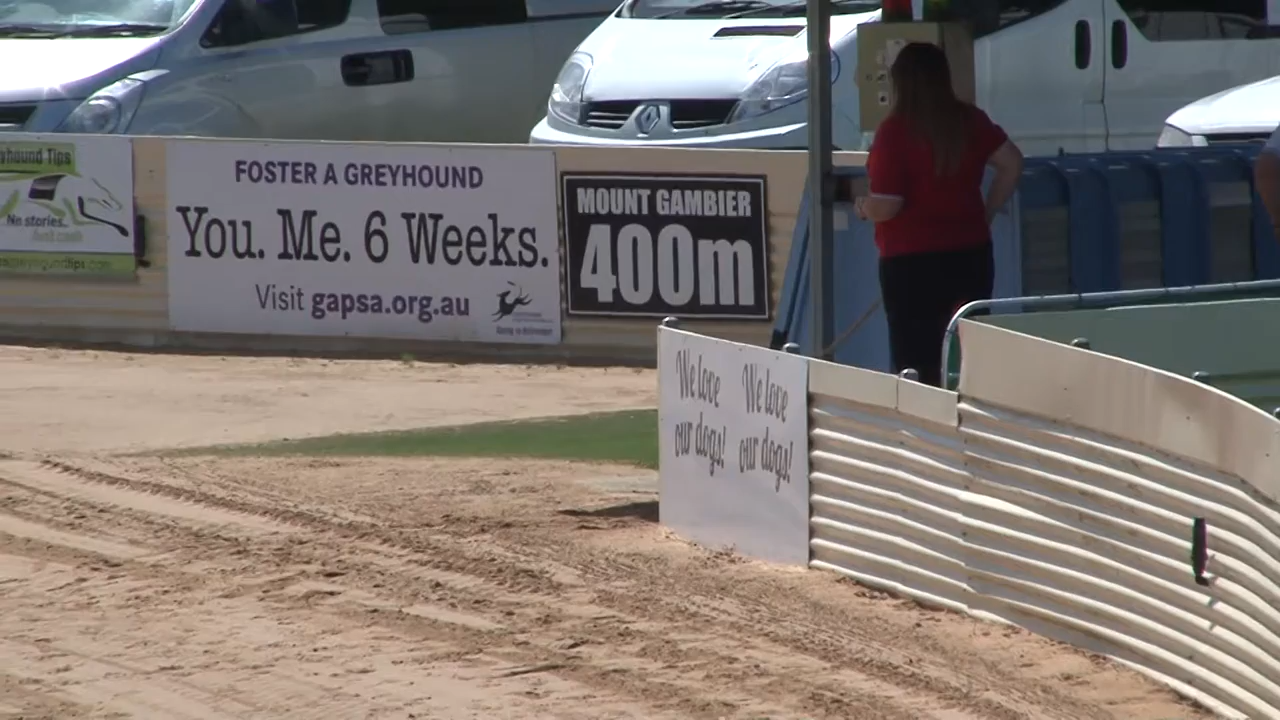 Greyhound Tips
No stories.
FOSTER A GREYHOUND
You. Me. 6 Weeks.
Visit gapsa.org.au
MOUNT GAMBIER
400m
We love
our dogs!
We love
our dogs!